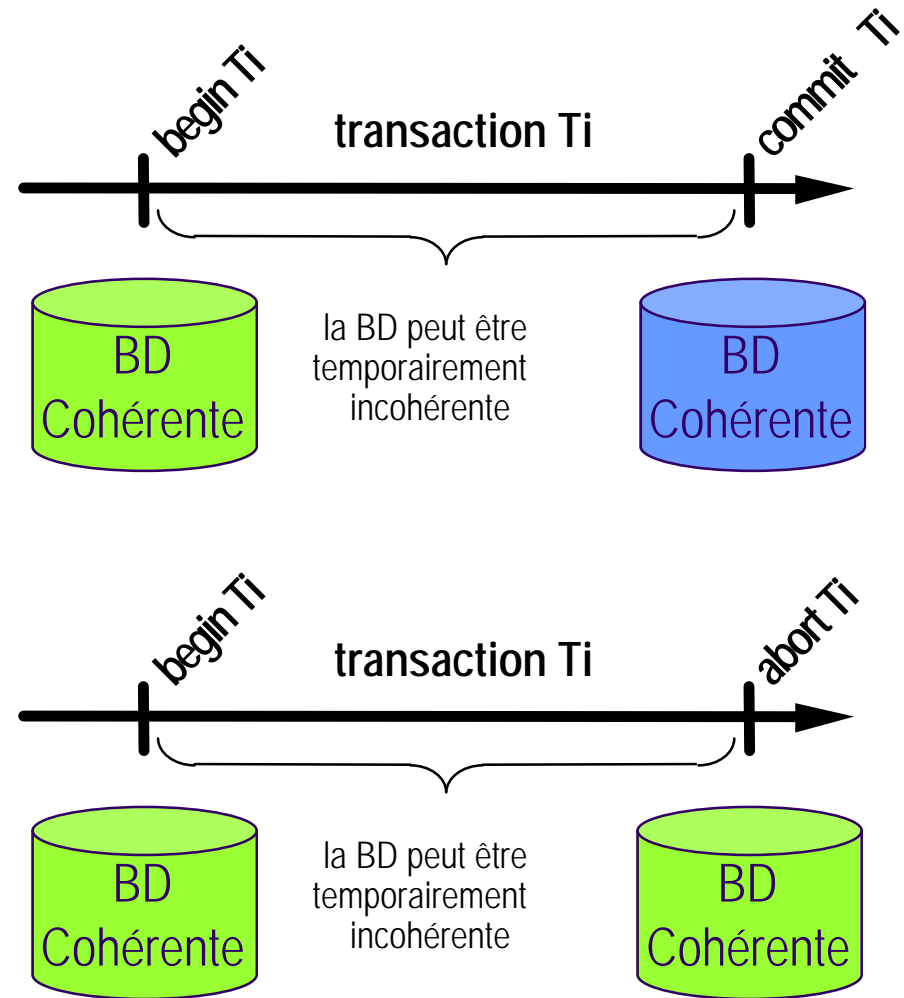 begin Ti
transaction Ti
commit Ti
BD
Cohérente
la BD peut être
temporairement
incohérente
BD
Cohérente
begin Ti
transaction Ti
abort Ti
BD
Cohérente
la BD peut être
temporairement
incohérente
BD
Cohérente